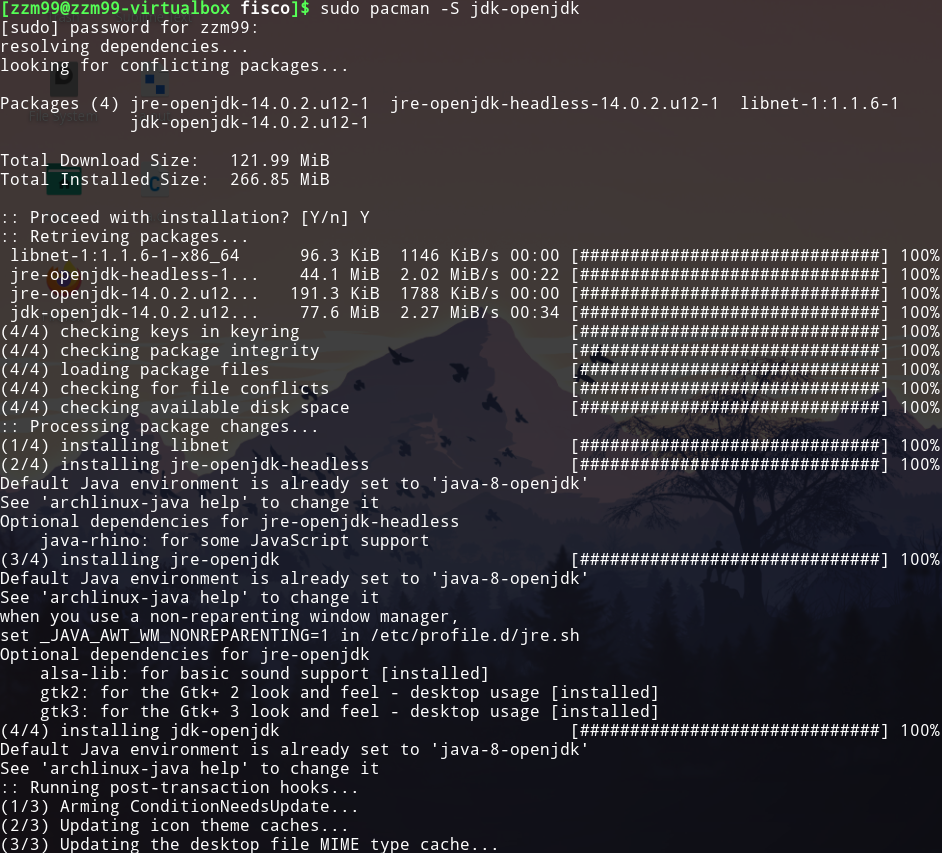 [zzm99@zzm99-virtualbox fisco]$ sudo pacman -S jdk-openjdk
[sudo] password for zzm99:
resolving dependencies...
looking for conflicting packages...
Packages (4) jre-openjdk-14.0.2.u12-1  jre-openjdk-headless-14.0.2.u12-1  libnet-1:1.1.6-1
             jdk-openjdk-14.0.2.u12-1
Total Download Size:   121.99 MiB
Total Installed Size:  266.85 MiB
:: Proceed with installation? [Y/n] Y
:: Retrieving packages...
 libnet-1:1.1.6-1-x86_64      96.3 KiB  1146 KiB/s 00:00 [##############################] 100%
 jre-openjdk-headless-1...    44.1 MiB  2.02 MiB/s 00:22 [##############################] 100%
 jre-openjdk-14.0.2.u12...   191.3 KiB  1788 KiB/s 00:00 [##############################] 100%
 jdk-openjdk-14.0.2.u12...    77.6 MiB  2.27 MiB/s 00:34 [##############################] 100%
(4/4) checking keys in keyring                           [##############################] 100%
(4/4) checking package integrity                         [##############################] 100%
(4/4) loading package files                              [##############################] 100%
(4/4) checking for file conflicts                        [##############################] 100%
(4/4) checking available disk space                      [##############################] 100%
:: Processing package changes...
(1/4) installing libnet                                  [##############################] 100%
(2/4) installing jre-openjdk-headless                    [##############################] 100%
Default Java environment is already set to 'java-8-openjdk'
See 'archlinux-java help' to change it
Optional dependencies for jre-openjdk-headless
    java-rhino: for some JavaScript support
(3/4) installing jre-openjdk                             [##############################] 100%
Default Java environment is already set to 'java-8-openjdk'
See 'archlinux-java help' to change it
when you use a non-reparenting window manager,
set _JAVA_AWT_WM_NONREPARENTING=1 in /etc/profile.d/jre.sh
Optional dependencies for jre-openjdk
    alsa-lib: for basic sound support [installed]
    gtk2: for the Gtk+ 2 look and feel - desktop usage [installed]
    gtk3: for the Gtk+ 3 look and feel - desktop usage [installed]
(4/4) installing jdk-openjdk                             [##############################] 100%
Default Java environment is already set to 'java-8-openjdk'
See 'archlinux-java help' to change it
:: Running post-transaction hooks...
(1/3) Arming ConditionNeedsUpdate...
(2/3) Updating icon theme caches...
(3/3) Updating the desktop file MIME type cache...